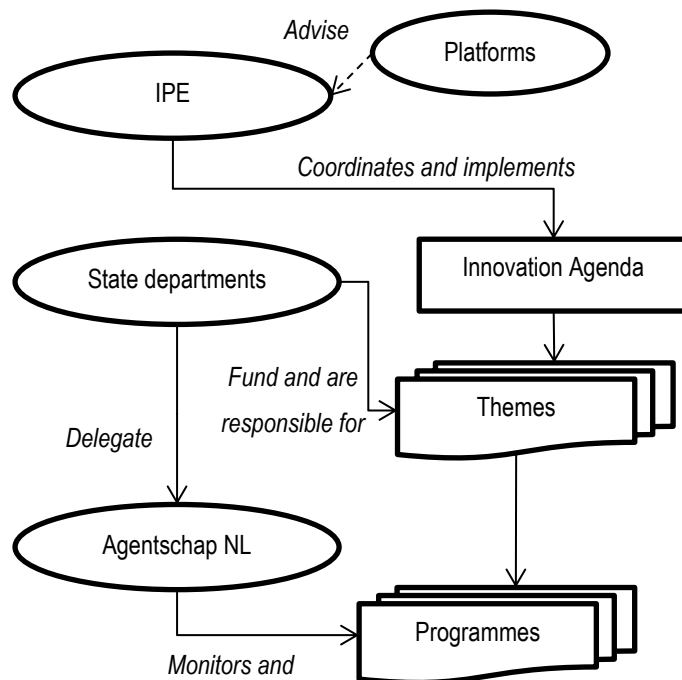 Advise
Platforms
IPE
Coordinates and implements
State departments
Innovation Agenda
Fund and are
responsible for
Themes
Delegate
Agentschap NL
Programmes
Monitors and